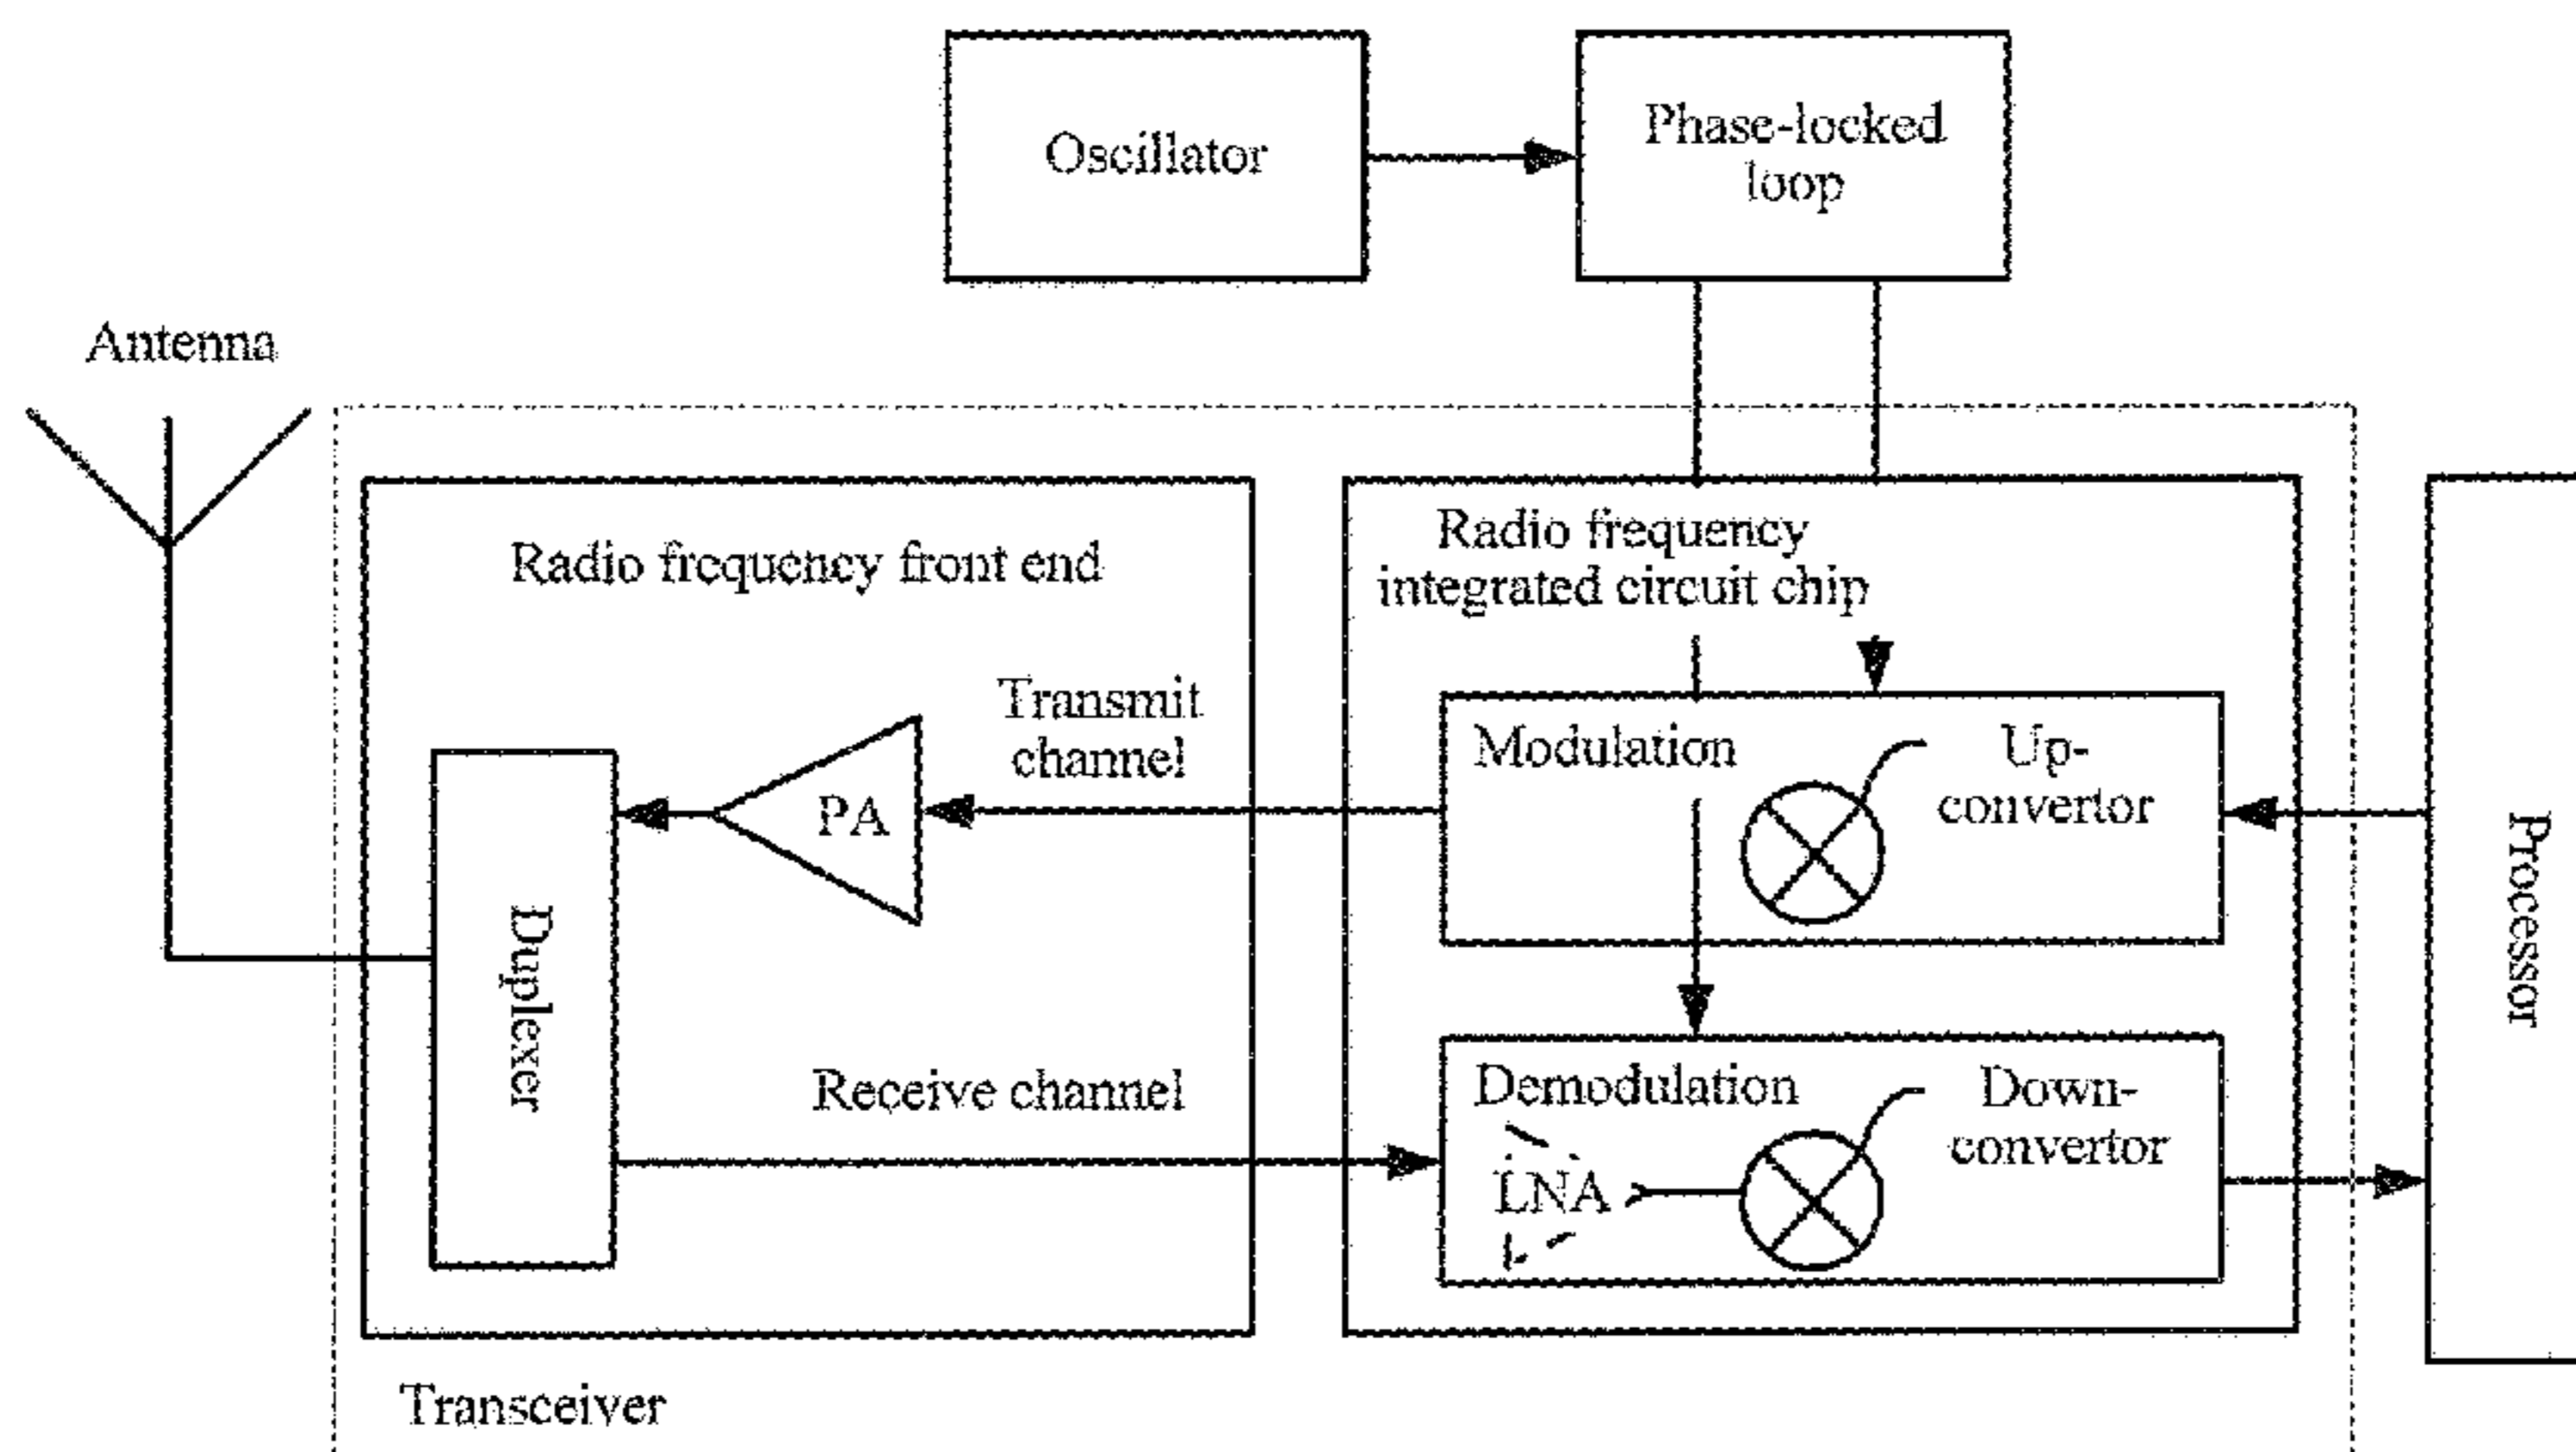 Oscillator
Phase-locked
loop
Antenna
Radio frequency front end
Radio frequency
integrated circuit chip
Transmit
channel
PA
Modulation
Up-
convertor
Duplexer
Processor
Receive channel
Demodulation
Down-
convertor
LNA
Transceiver